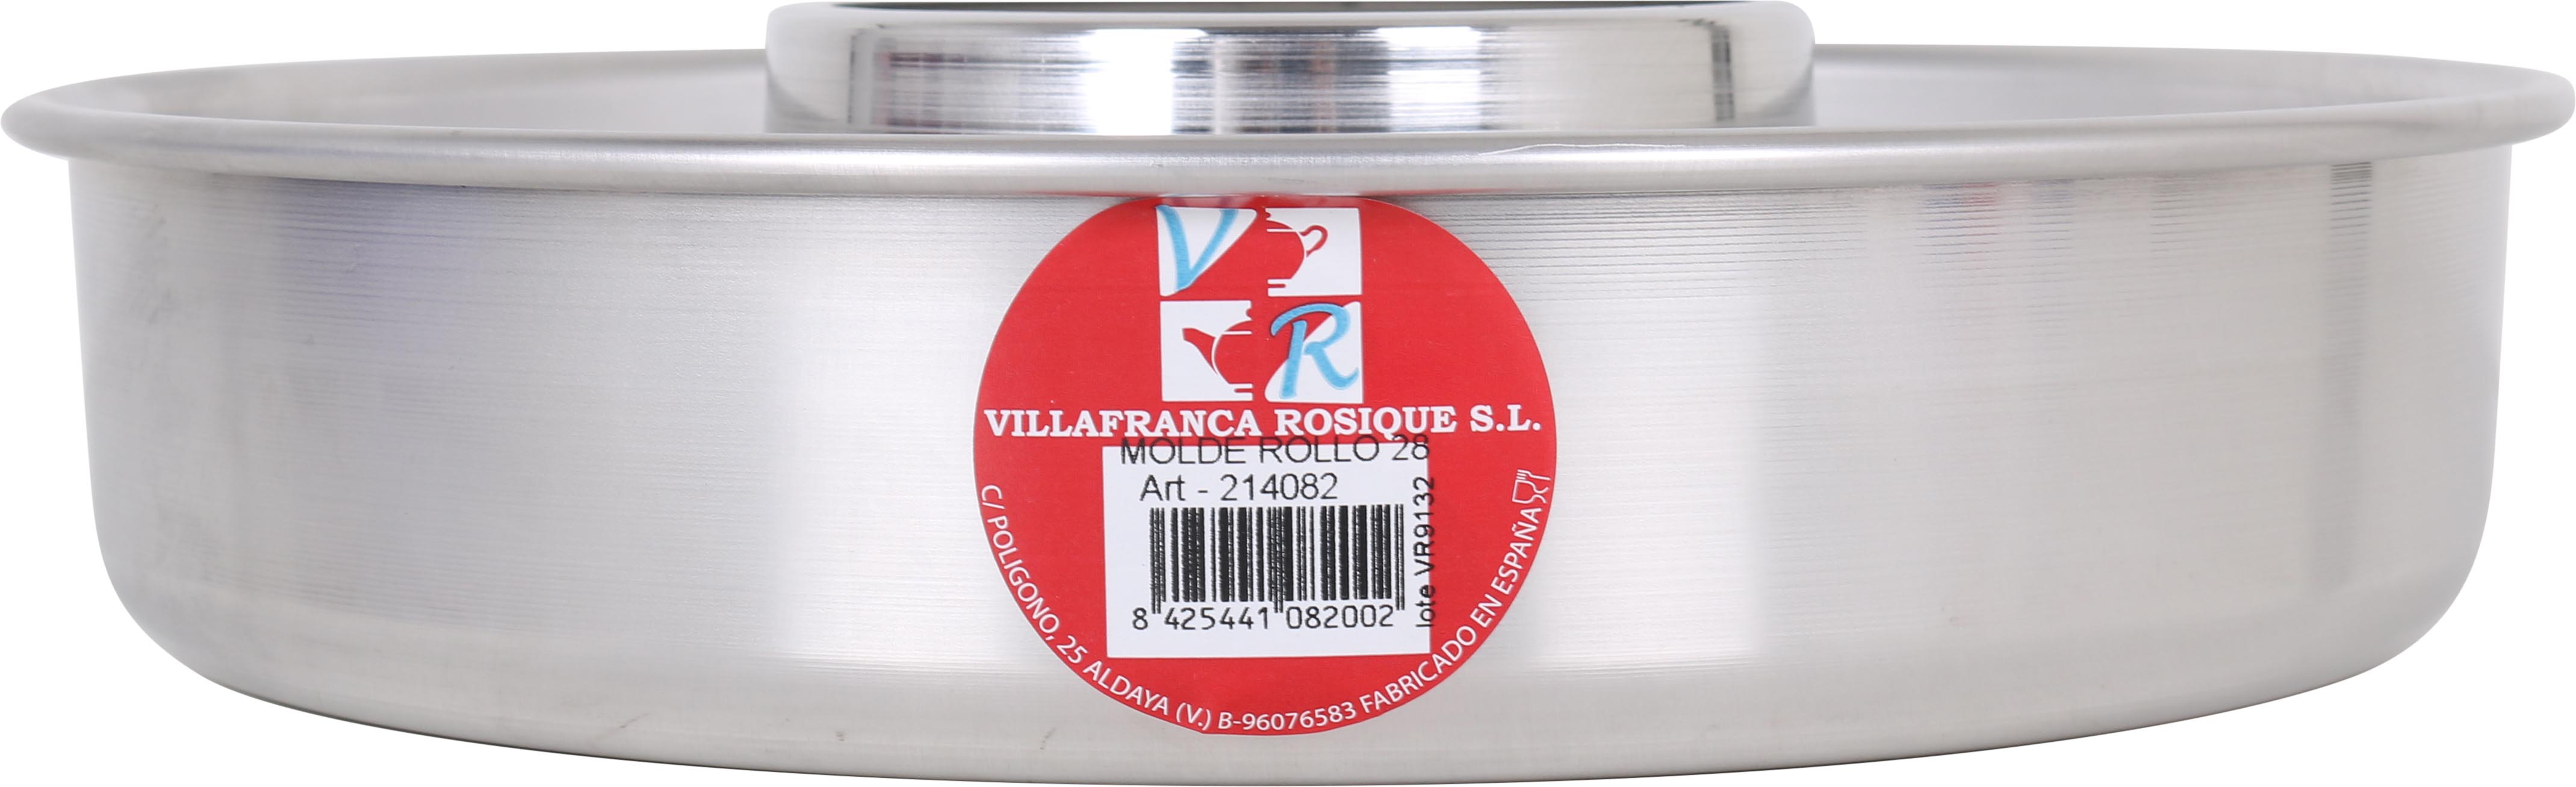 V
R
VILLAFRANCA ROSIQUE S.L.
MOLDE ROLLO 28
Art - 214082
8 425441 082002
lote VR9132
C/ POLIGONO, 25 ALDAYA (V.) B-96076583 FABRICADO EN ESPAÑA